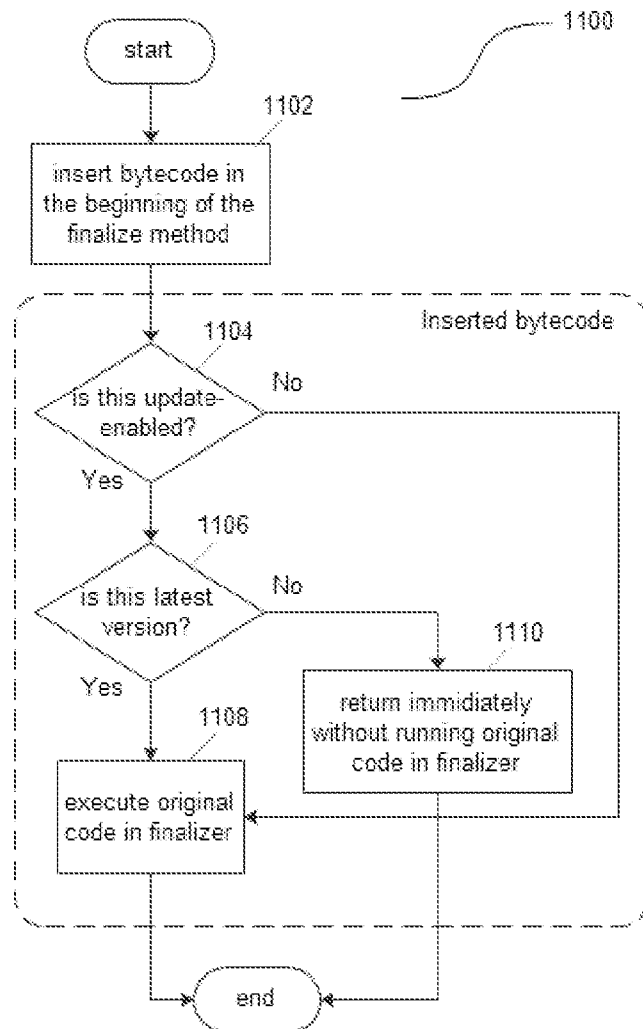 start
1100
1102
insert bytecode in
the beginning of the
finalize method
Inserted bytecode
1104
is this update-
enabled?
No
Yes
1106
is this latest
version?
No
Yes
1110
return immidiately
without running original
code in finalizer
1108
execute original
code in finalizer
end